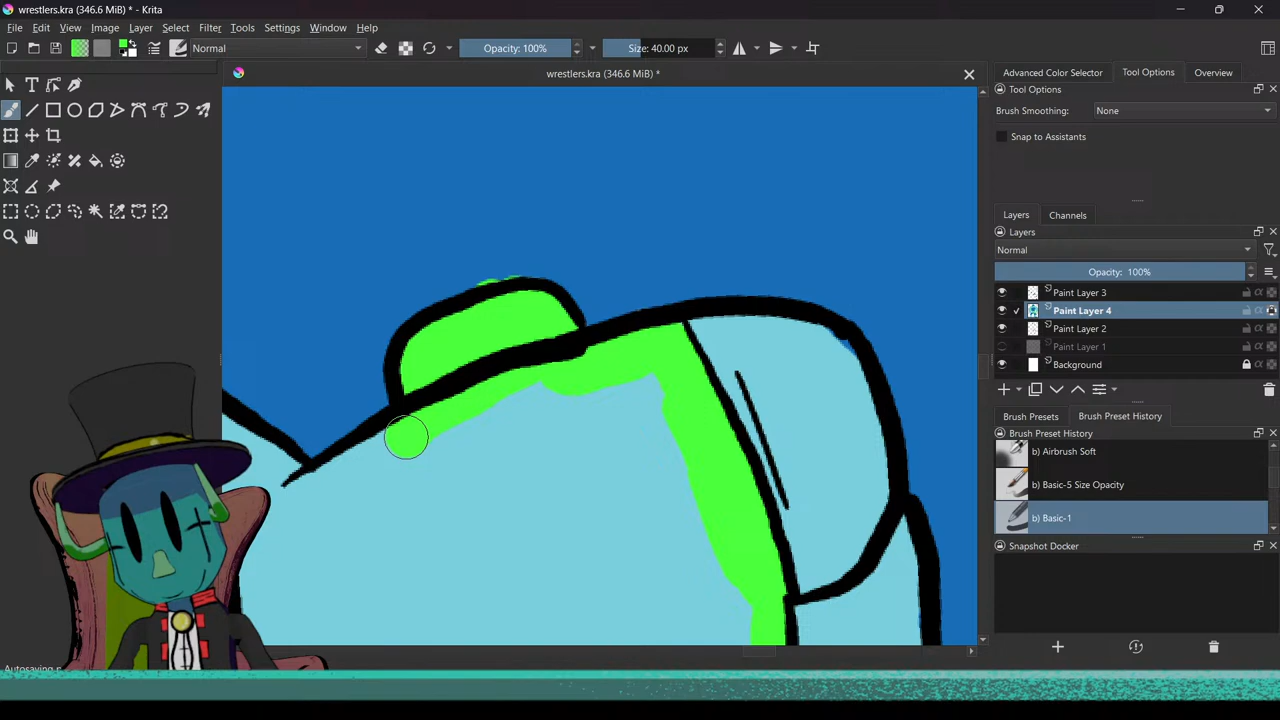 wrestlers.kra (346.6 MiB) * - Krita
File Edit View Image Layer Select Filter Tools Settings Window Help
Normal Opacity: 100% Size: 40.00 px
wrestlers.kra (346.6 MiB) *
Advanced Color Selector Tool Options Overview
Tool Options
Brush Smoothing: None
Snap to Assistants
Layers Channels
Layers
Normal
Opacity: 100%
Paint Layer 3
Paint Layer 4
Paint Layer 2
Paint Layer 1
Background
Brush Presets Brush Preset History
Brush Preset History
b) Airbrush Soft
b) Basic-5 Size Opacity
b) Basic-1
Snapshot Docker